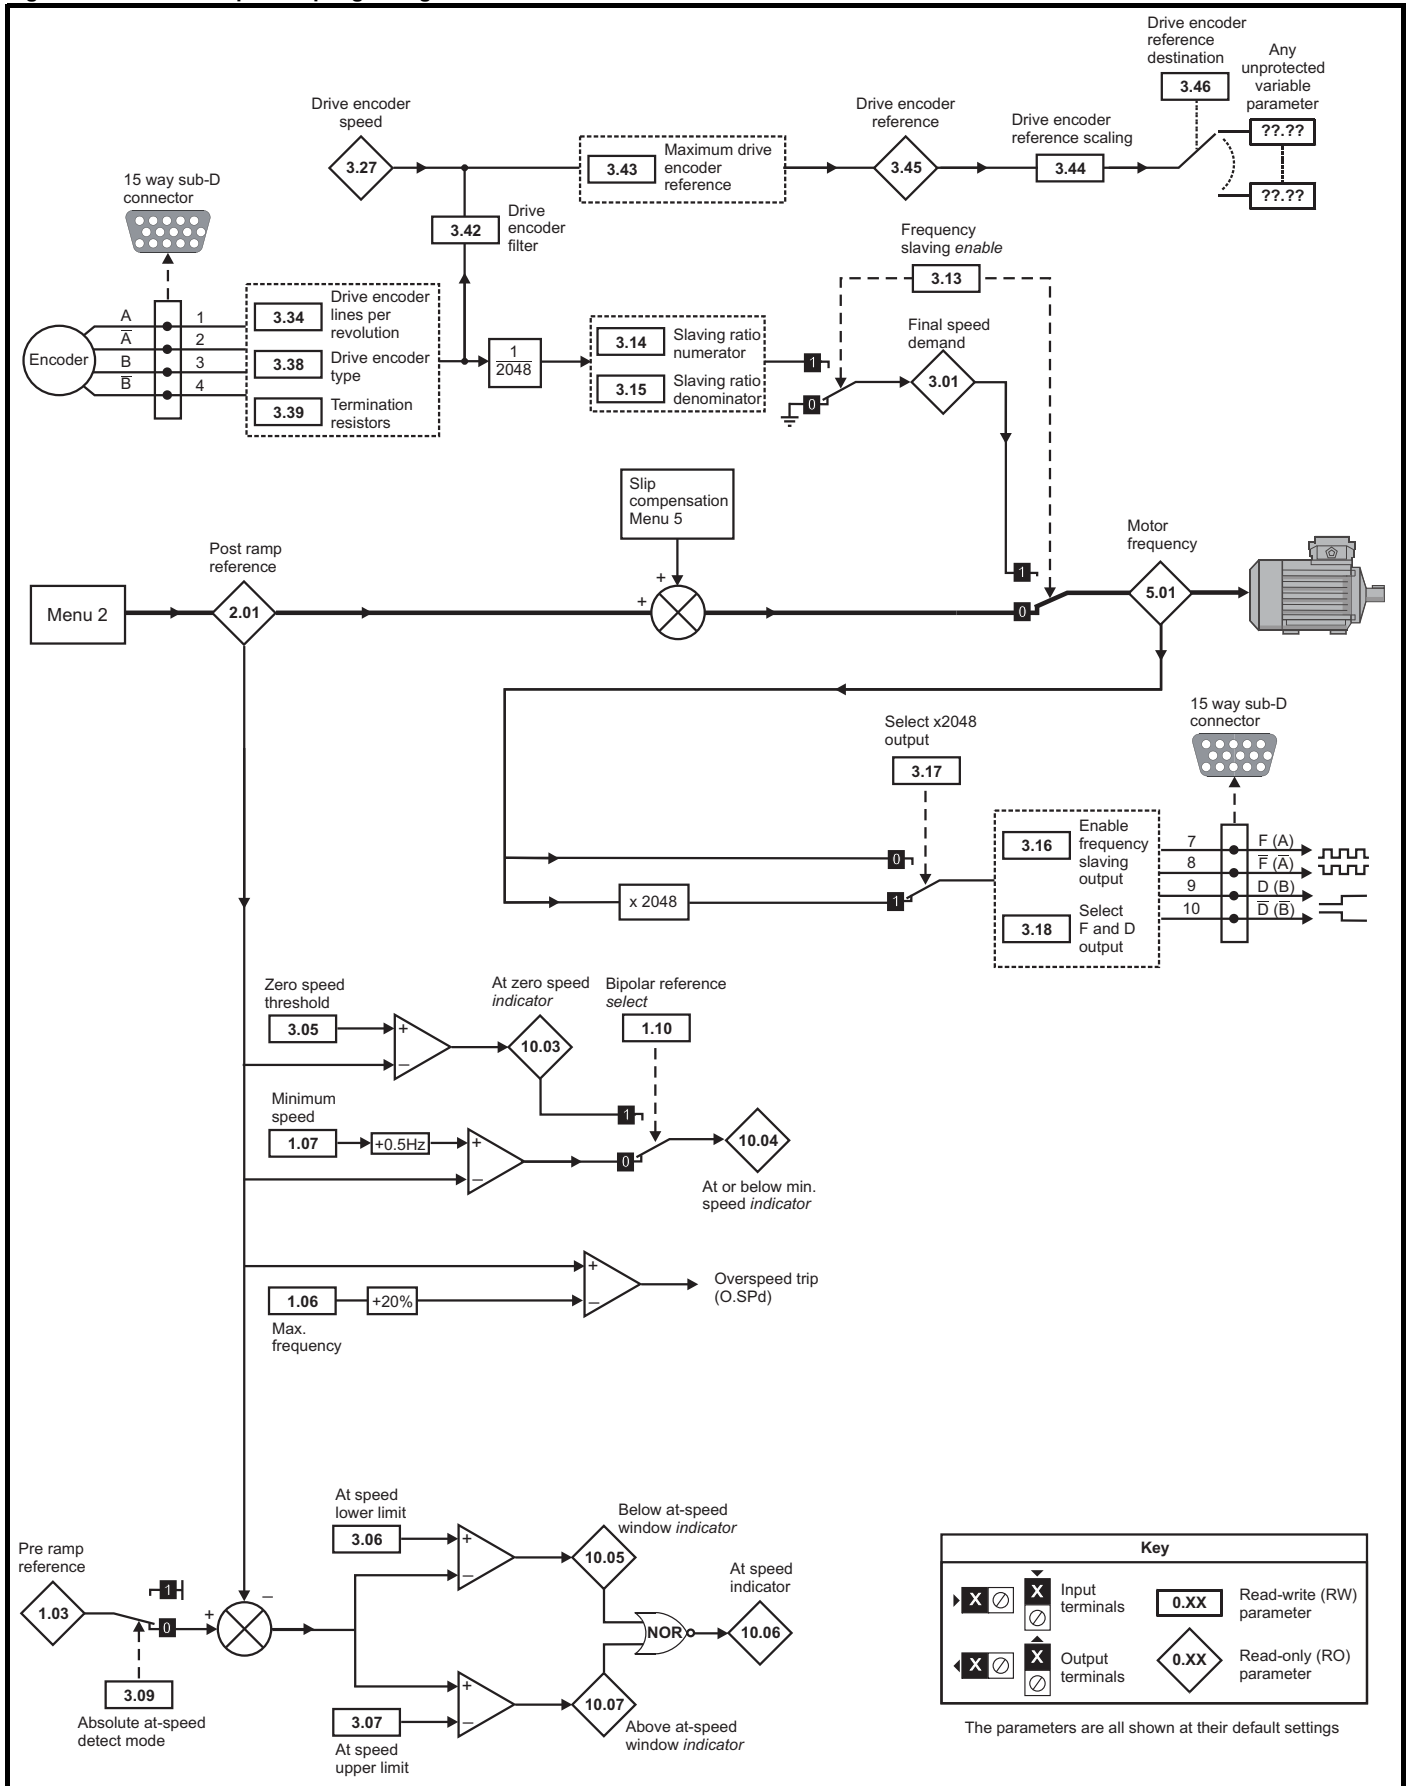 Drive encoder
reference
destination
3.46
Any
unprotected
variable
parameter
??.??
??.??
Drive encoder
speed
3.27
3.43
Maximum drive
encoder
reference
Drive encoder
reference
3.45
Drive encoder
reference scaling
3.44
15 way sub-D
connector
3.42
Drive
encoder
filter
Frequency
slaving enable
3.13
Encoder
A
A̅
B
B̅
1
2
3
4
3.34
Drive encoder
lines per
revolution
3.38
Drive encoder
type
3.39
Termination
resistors
1
2048
3.14
Slaving ratio
numerator
3.15
Slaving ratio
denominator
1
0
Final speed
demand
3.01
Slip
compensation
Menu 5
Menu 2
Post ramp
reference
2.01
+
+
1
0
Motor
frequency
5.01
Select x2048
output
3.17
0
x 2048
1
3.16
Enable
frequency
slaving
output
3.18
Select
F and D
output
15 way sub-D
connector
7
8
9
10
F (A)
F̅ (A̅)
D (B)
D̅ (B̅)
Zero speed
threshold
3.05
+
–
At zero speed
indicator
10.03
Bipolar reference
select
1.10
Minimum
speed
1.07
+0.5Hz
+
–
1
0
10.04
At or below min.
speed indicator
1.06
+20%
Max.
frequency
+
–
Overspeed trip
(O.SPd)
Pre ramp
reference
1.03
1
0
3.09
Absolute at-speed
detect mode
+
–
At speed
lower limit
3.06
+
–
Below at-speed
window indicator
10.05
NOR
At speed
indicator
10.06
3.07
At speed
upper limit
+
–
10.07
Above at-speed
window indicator
Key
X
X
Input
terminals
0.XX
Read-write (RW)
parameter
X
X
Output
terminals
0.XX
Read-only (RO)
parameter
The parameters are all shown at their default settings